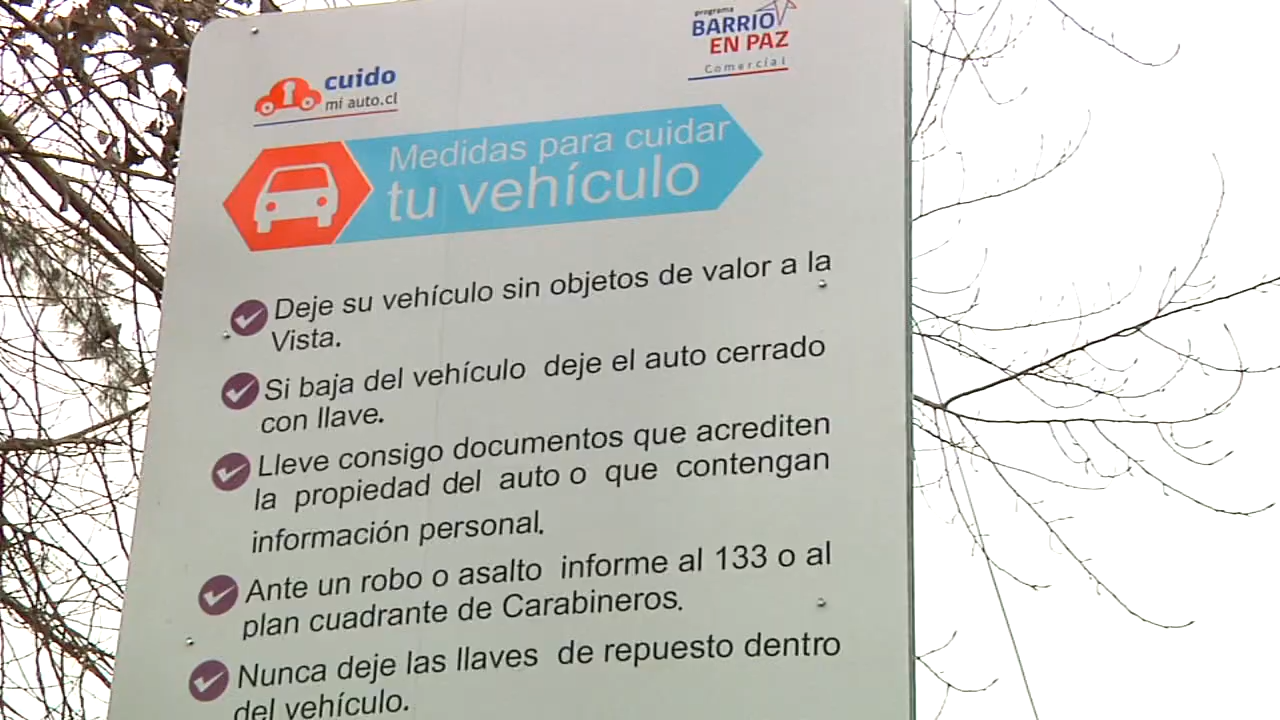 cuido
mi auto.cl
programa
BARRIO
EN PAZ
Comercial
Medidas para cuidar
tu vehículo
Deje su vehículo sin objetos de valor a la
Vista.
Si baja del vehículo deje el auto cerrado
con llave.
Lleve consigo documentos que acrediten
la propiedad del auto o que contengan
información personal.
Ante un robo o asalto informe al 133 o al
plan cuadrante de Carabineros.
Nunca deje las llaves de repuesto dentro
del vehículo.